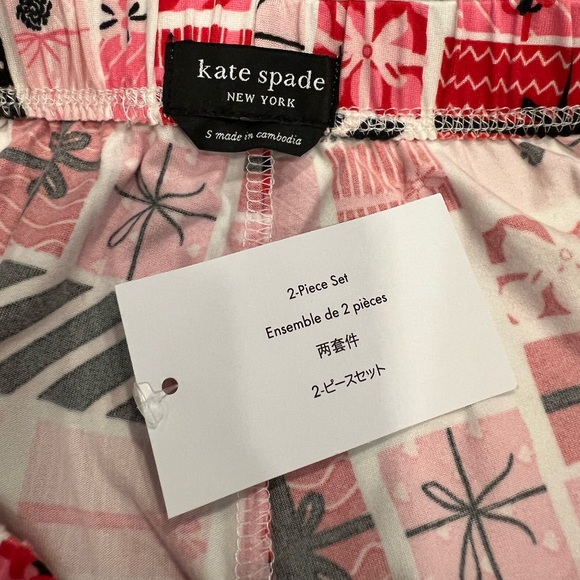 kate spade
NEW YORK
S made in cambodia
2-Piece Set
Ensemble de 2 pièces
两套件
2-ピースセット